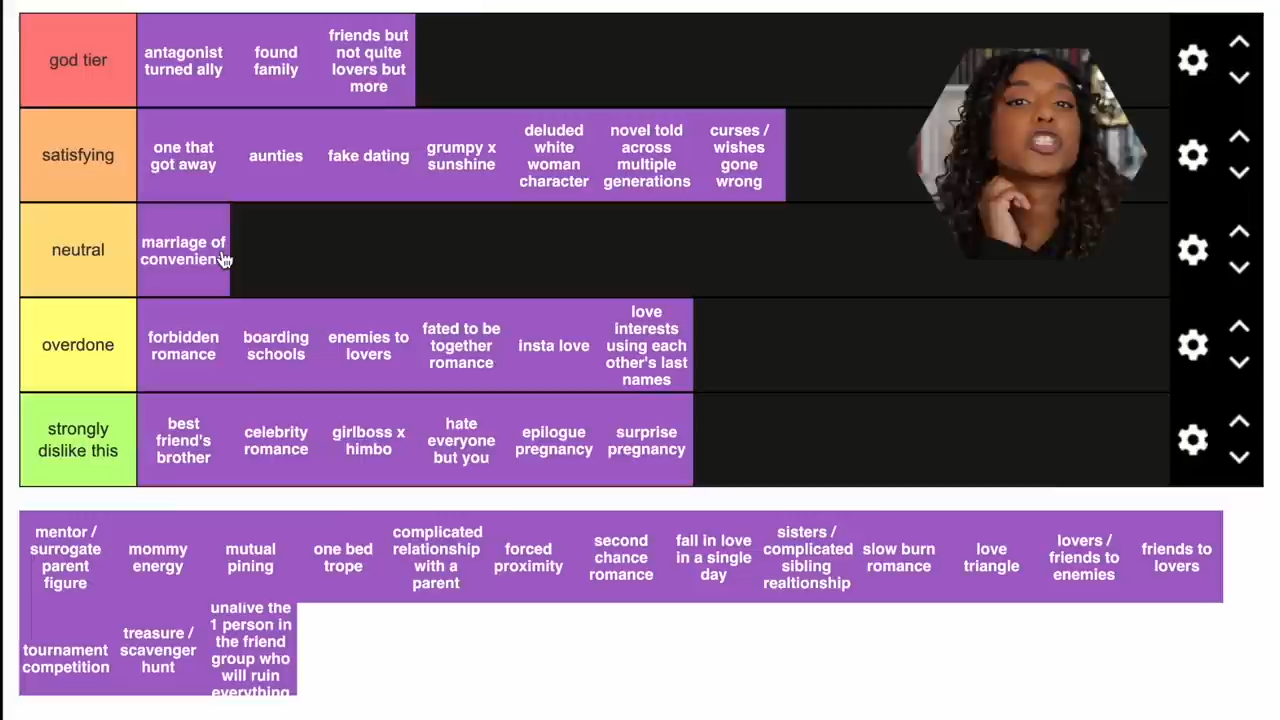 god tier
antagonist
turned ally
found
family
friends but
not quite
lovers but
more
satisfying
one that
got away
aunties
fake dating
grumpy x
sunshine
deluded
white
woman
character
novel told
across
multiple
generations
curses /
wishes
gone
wrong
neutral
marriage of
overdone
forbidden
romance
boarding
schools
enemies to
lovers
fated to be
together
romance
insta love
love
interests
using each
other's last
names
strongly
dislike this
best
friend's
brother
celebrity
romance
girlboss x
himbo
hate
everyone
but you
epilogue
pregnancy
surprise
pregnancy
mentor /
surrogate
parent
figure
mommy
energy
mutual
pining
one bed
trope
complicated
relationship
with a
parent
forced
proximity
second
chance
romance
fall in love
in a single
day
sisters /
complicated
sibling
realtionship
slow burn
romance
love
triangle
lovers /
friends to
enemies
friends to
lovers
tournament
competition
treasure /
scavenger
hunt
unalive the
1 person in
the friend
group who
will ruin
everything